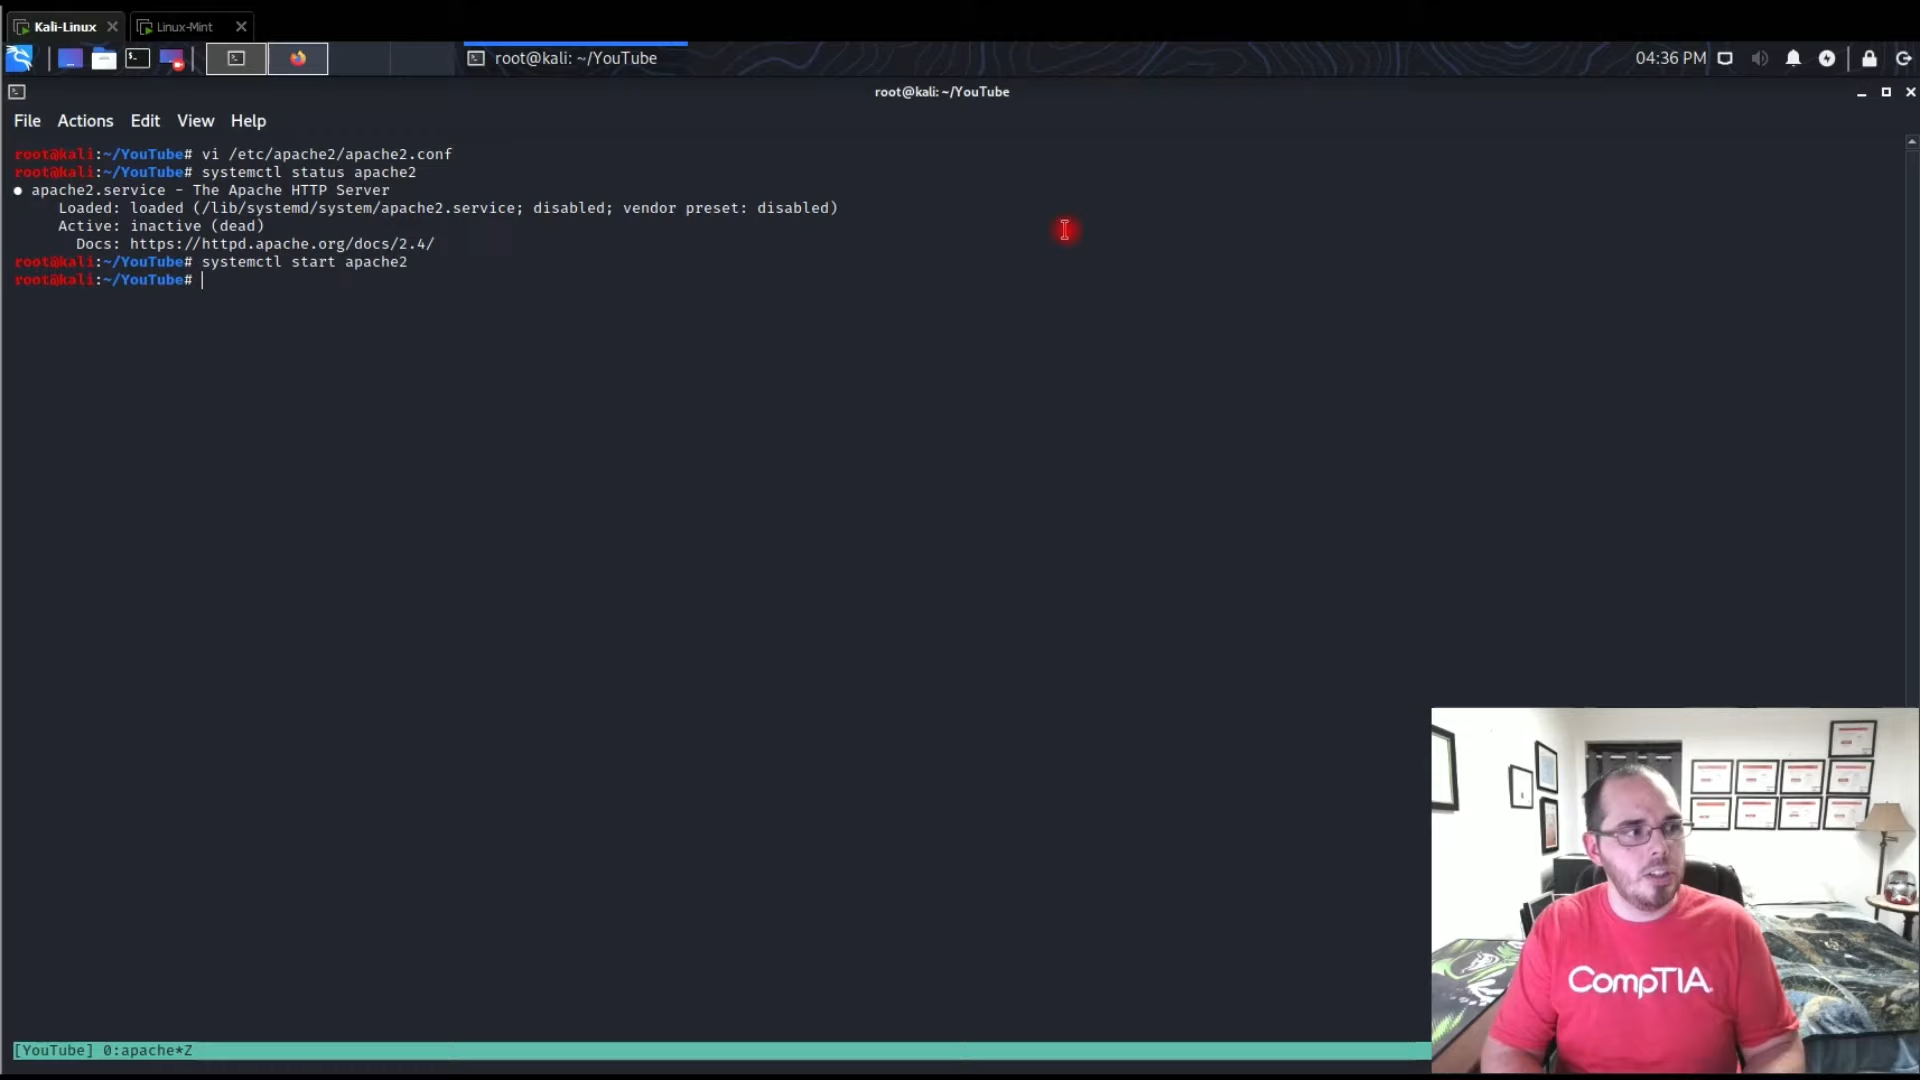 Kali-Linux
Linux-Mint
root@kali: ~/YouTube
04:36 PM
root@kali: ~/YouTube
File Actions Edit View Help
root@kali:~/YouTube# vi /etc/apache2/apache2.conf
root@kali:~/YouTube# systemctl status apache2
● apache2.service - The Apache HTTP Server
Loaded: loaded (/lib/systemd/system/apache2.service; disabled; vendor preset: disabled)
Active: inactive (dead)
Docs: https://httpd.apache.org/docs/2.4/
root@kali:~/YouTube# systemctl start apache2
root@kali:~/YouTube#
CompTIA.
[YouTube] 0:apache*Z